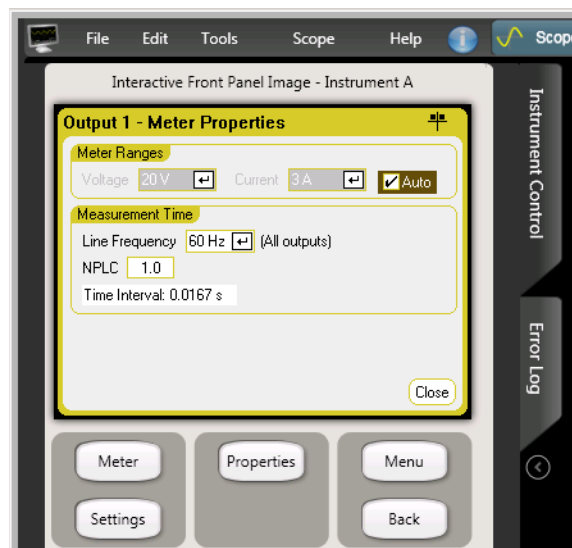 File Edit Tools Scope Help Scope
Interactive Front Panel Image - Instrument A
Output 1 - Meter Properties
Meter Ranges
Voltage 20 V Current 3 A Auto
Measurement Time
Line Frequency 60 Hz (All outputs)
NPLC 1.0
Time Interval: 0.0167 s
Close
Meter Properties Menu
Settings Back
Instrument Control
Error Log